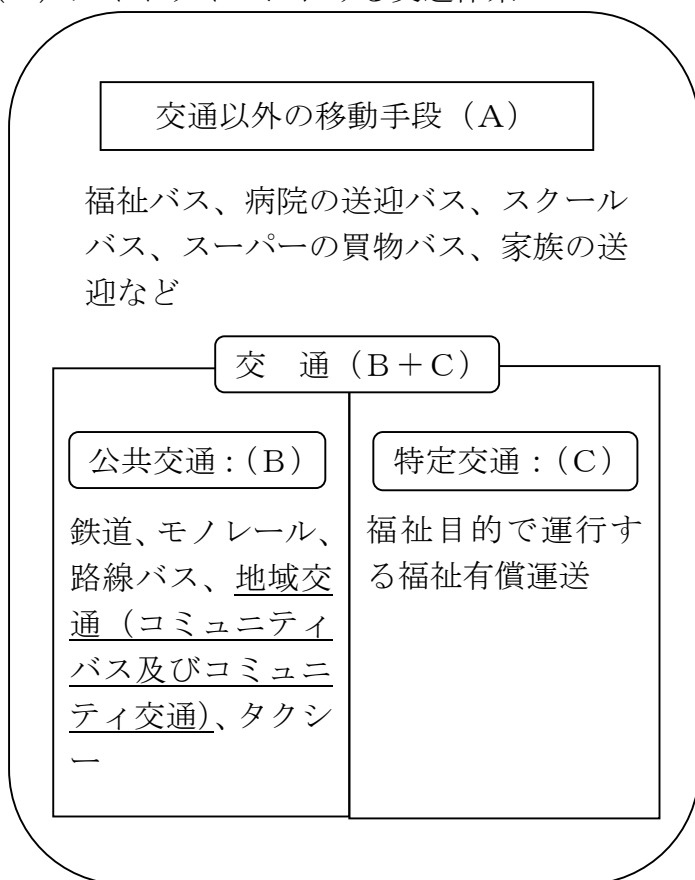 交通以外の移動手段（Ａ）
福祉バス、病院の送迎バス、スクール
バス、スーパーの買物バス、家族の送
迎など
交　通（Ｂ＋Ｃ）
公共交通：（Ｂ）
鉄道、モノレール、
路線バス、地域交
通（コミュニティ
バス及びコミュニ
ティ交通）、タクシ
ー
特定交通：（Ｃ）
福祉目的で運行す
る福祉有償運送